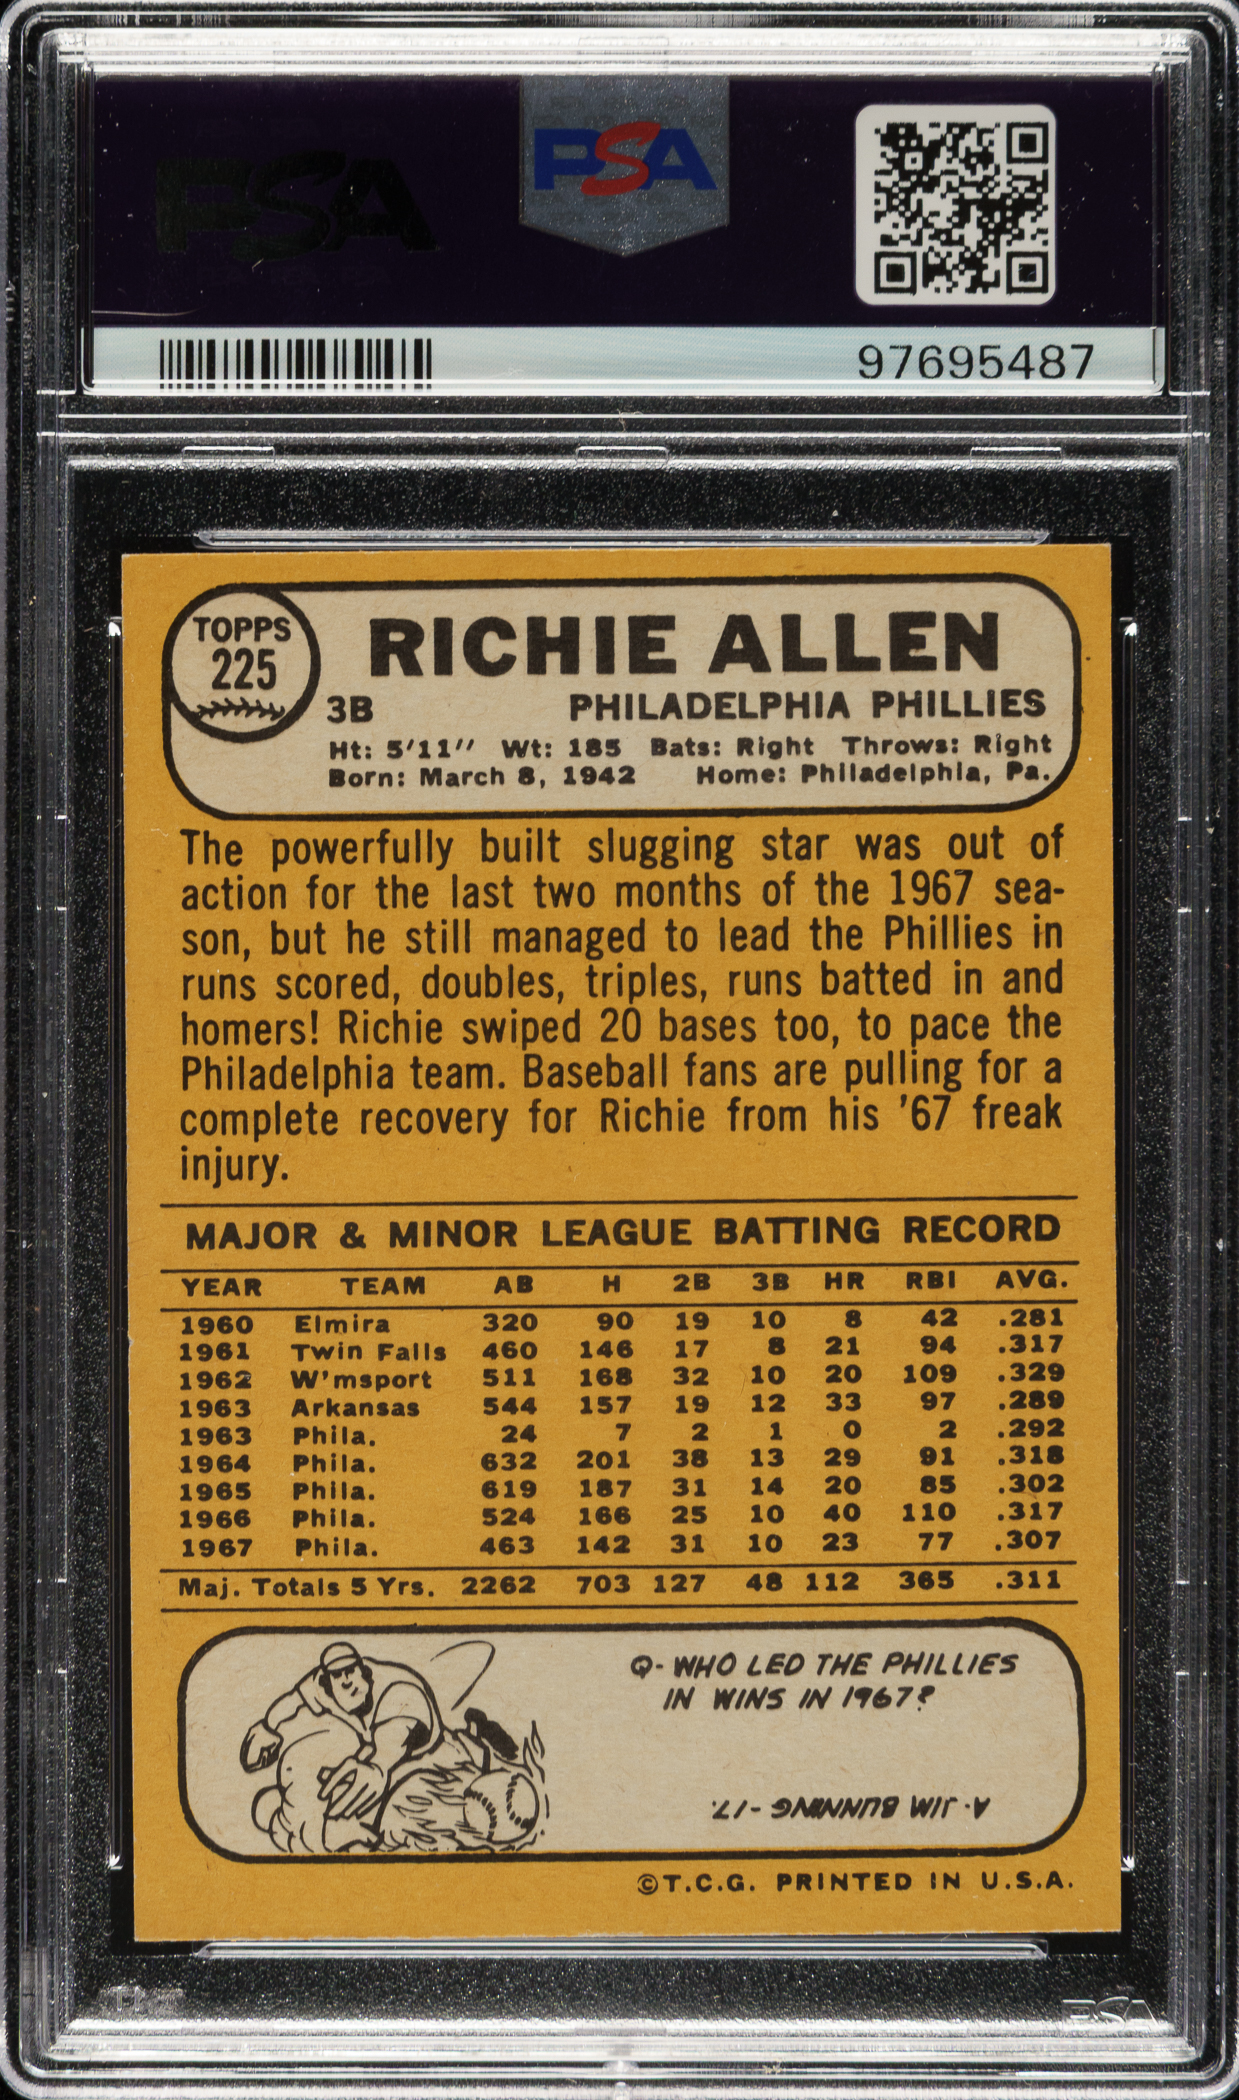 PSA
PSA
97695487
TOPPS
225
RICHIE ALLEN
3B PHILADELPHIA PHILLIES
Ht: 5'11" Wt: 185 Bats: Right Throws: Right
Born: March 8, 1942 Home: Philadelphia, Pa.
The powerfully built slugging star was out of
action for the last two months of the 1967 sea-
son, but he still managed to lead the Phillies in
runs scored, doubles, triples, runs batted in and
homers! Richie swiped 20 bases too, to pace the
Philadelphia team. Baseball fans are pulling for a
complete recovery for Richie from his '67 freak
injury.
MAJOR & MINOR LEAGUE BATTING RECORD
YEAR TEAM AB H 2B 3B HR RBI AVG.
1960 Elmira 320 90 19 10 8 42 .281
1961 Twin Falls 460 146 17 8 21 94 .317
1962 W'msport 511 168 32 10 20 109 .329
1963 Arkansas 544 157 19 12 33 97 .289
1963 Phila. 24 7 2 1 0 2 .292
1964 Phila. 632 201 38 13 29 91 .318
1965 Phila. 619 187 31 14 20 85 .302
1966 Phila. 524 166 25 10 40 110 .317
1967 Phila. 463 142 31 10 23 77 .307
Maj. Totals 5 Yrs. 2262 703 127 48 112 365 .311
Q- WHO LED THE PHILLIES
IN WINS IN 1967?
A- JIM BUNNING -17.
©T.C.G. PRINTED IN U.S.A.
PSA